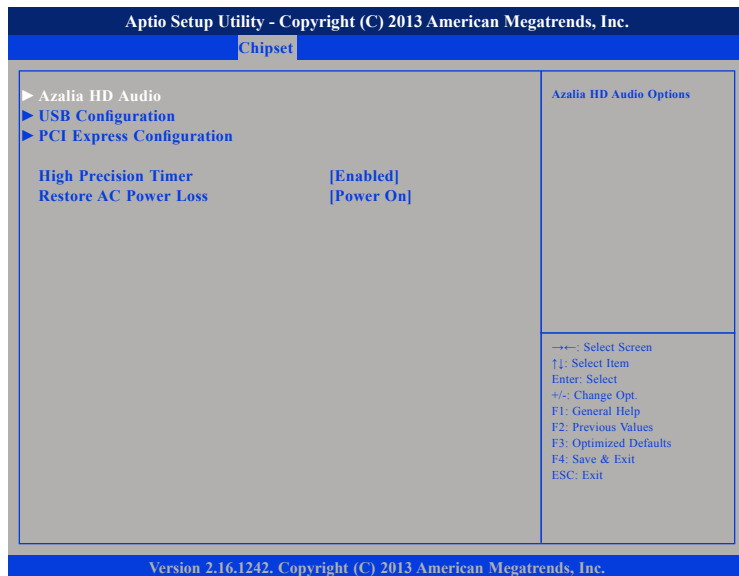 Aptio Setup Utility - Copyright (C) 2013 American Megatrends, Inc.
Chipset
► Azalia HD Audio
► USB Configuration
► PCI Express Configuration
High Precision Timer [Enabled]
Restore AC Power Loss [Power On]
Azalia HD Audio Options
→←: Select Screen
↑↓: Select Item
Enter: Select
+/-: Change Opt.
F1: General Help
F2: Previous Values
F3: Optimized Defaults
F4: Save & Exit
ESC: Exit
Version 2.16.1242. Copyright (C) 2013 American Megatrends, Inc.